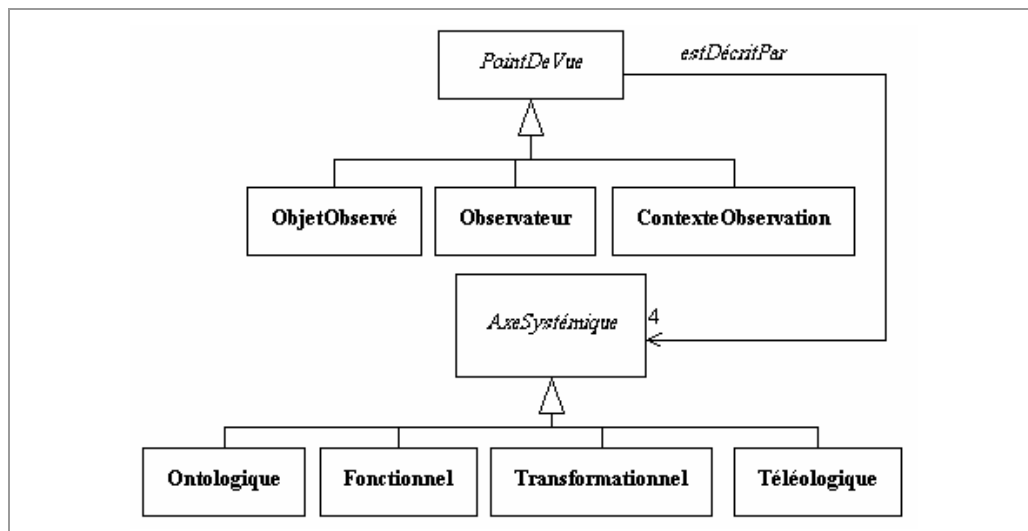 PointDeVue
estDécritPar
ObjetObservé
Observateur
ContexteObservation
AxeSystémique
4
Ontologique
Fonctionnel
Transformationnel
Téléologique